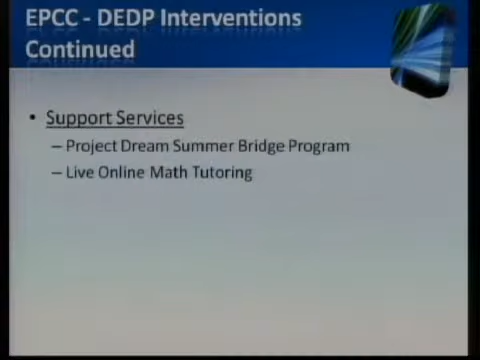 EPCC - DEDP Interventions
Continued
• Support Services
– Project Dream Summer Bridge Program
– Live Online Math Tutoring